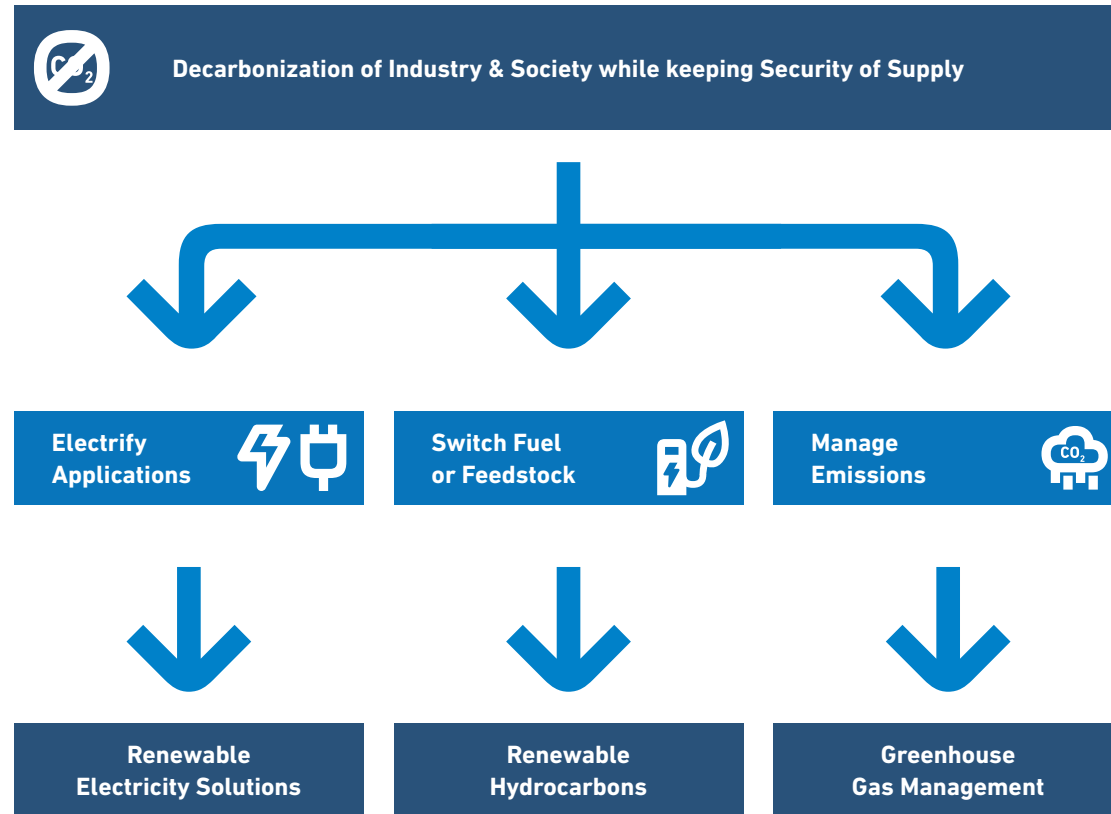 CO2
Decarbonization of Industry & Society while keeping Security of Supply
Electrify
Applications
Switch Fuel
or Feedstock
Manage
Emissions
CO2
Renewable
Electricity Solutions
Renewable
Hydrocarbons
Greenhouse
Gas Management